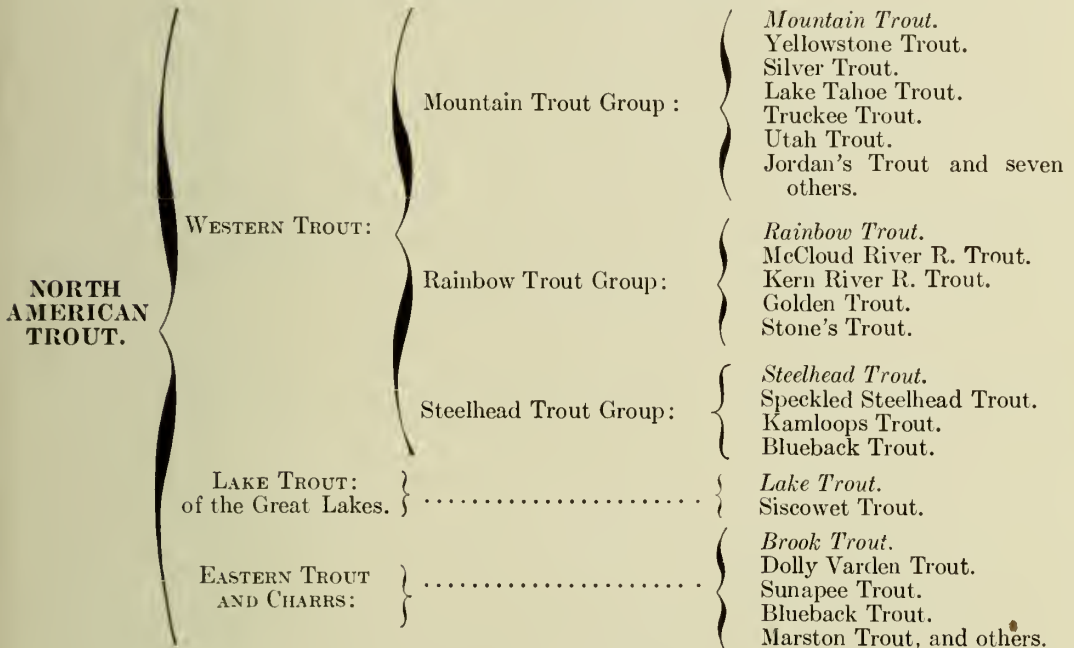 NORTH
AMERICAN
TROUT.
WESTERN TROUT:
Mountain Trout Group :
Mountain Trout.
Yellowstone Trout.
Silver Trout.
Lake Tahoe Trout.
Truckee Trout.
Utah Trout.
Jordan's Trout and seven
others.
Rainbow Trout Group:
Rainbow Trout.
McCloud River R. Trout.
Kern River R. Trout.
Golden Trout.
Stone's Trout.
Steelhead Trout Group:
Steelhead Trout.
Speckled Steelhead Trout.
Kamloops Trout.
Blueback Trout.
LAKE TROUT:
of the Great Lakes.
Lake Trout.
Siscowet Trout.
EASTERN TROUT
AND CHARRS:
Brook Trout.
Dolly Varden Trout.
Sunapee Trout.
Blueback Trout.
Marston Trout, and others.